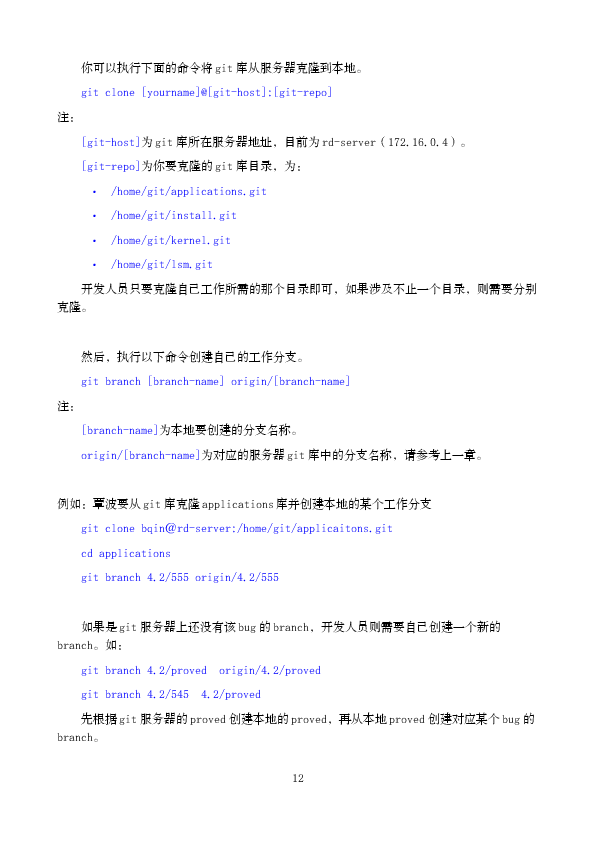 你可以执行下面的命令将 git 库从服务器克隆到本地。
git clone [yourname]@[git-host]:[git-repo]
注：
[git-host]为 git 库所在服务器地址，目前为 rd-server（172.16.0.4）。
[git-repo]为你要克隆的 git 库目录，为：
• /home/git/applications.git
• /home/git/install.git
• /home/git/kernel.git
• /home/git/lsm.git
开发人员只要克隆自己工作所需的那个目录即可，如果涉及不止一个目录，则需要分别
克隆。
然后，执行以下命令创建自己的工作分支。
git branch [branch-name] origin/[branch-name]
注：
[branch-name]为本地要创建的分支名称。
origin/[branch-name]为对应的服务器 git 库中的分支名称，请参考上一章。
例如：覃波要从 git 库克隆 applications 库并创建本地的某个工作分支
git clone bqin@rd-server:/home/git/applicaitons.git
cd applications
git branch 4.2/555 origin/4.2/555
如果是 git 服务器上还没有该 bug 的 branch，开发人员则需要自己创建一个新的
branch。如：
git branch 4.2/proved  origin/4.2/proved
git branch 4.2/545  4.2/proved
先根据 git 服务器的 proved 创建本地的 proved，再从本地 proved 创建对应某个 bug 的
branch。
12